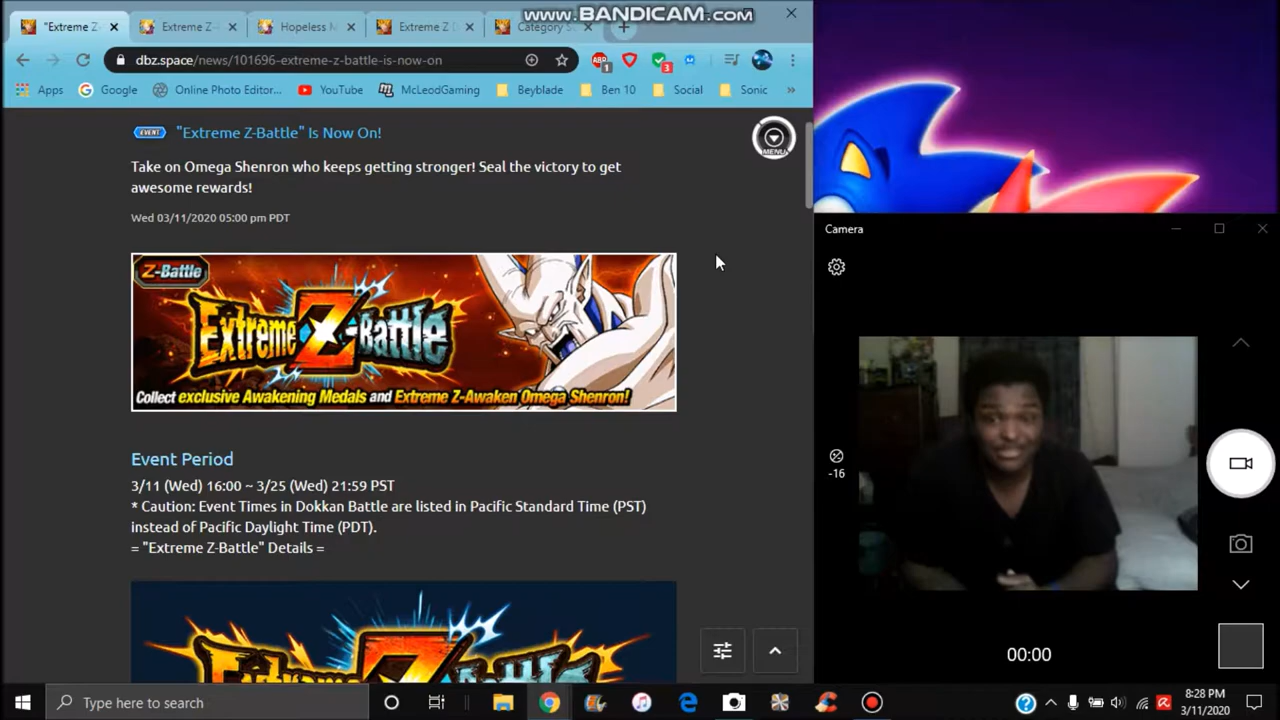 www.BANDICAM.com
"Extreme Z-
Extreme Z-
Hopeless M
Extreme Z
Category S
dbz.space/news/101696-extreme-z-battle-is-now-on
1
3
Apps
Google
Online Photo Editor...
YouTube
McLeodGaming
Beyblade
Ben 10
Social
Sonic
»
EVENT "Extreme Z-Battle" Is Now On!
MENU
Take on Omega Shenron who keeps getting stronger! Seal the victory to get
awesome rewards!
Wed 03/11/2020 05:00 pm PDT
Z-Battle
Extreme Z-Battle
Collect exclusive Awakening Medals and Extreme Z-Awaken Omega Shenron!
Event Period
3/11 (Wed) 16:00 ~ 3/25 (Wed) 21:59 PST
* Caution: Event Times in Dokkan Battle are listed in Pacific Standard Time (PST)
instead of Pacific Daylight Time (PDT).
= "Extreme Z-Battle" Details =
Extreme Z-Battle
Camera
-16
00:00
Type here to search
8:28 PM
3/11/2020